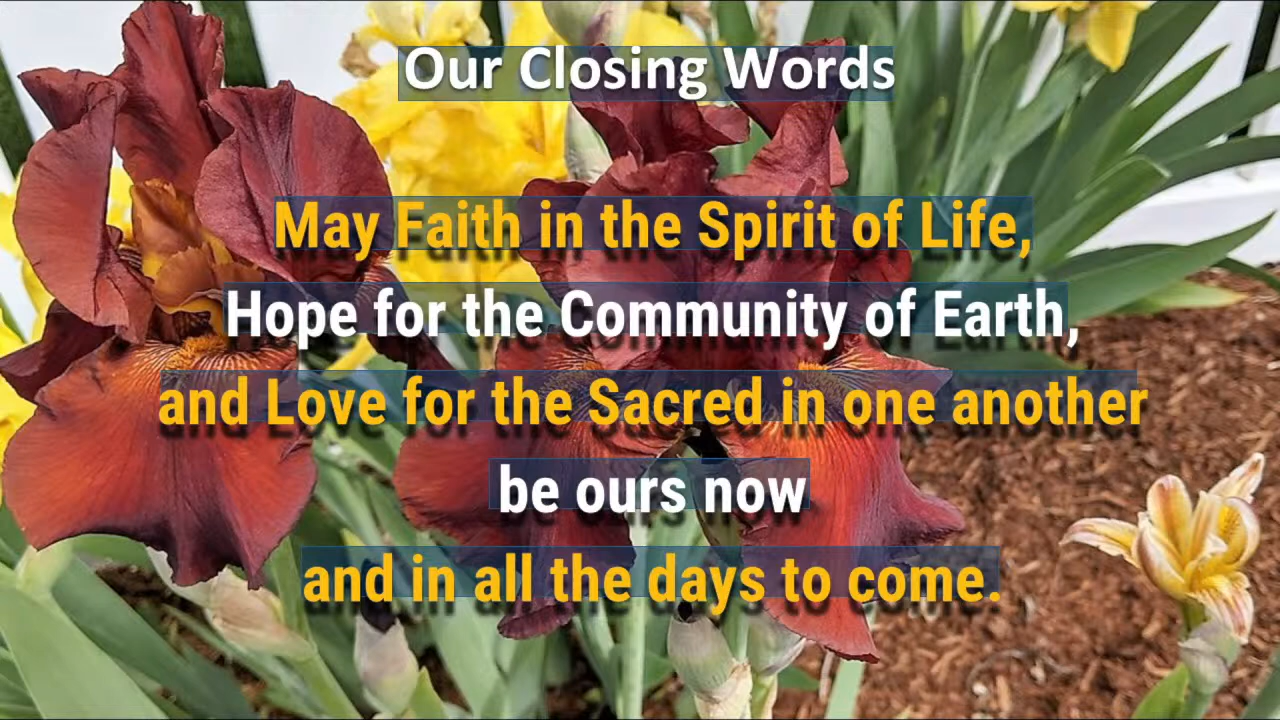 Our Closing Words
May Faith in the Spirit of Life,
Hope for the Community of Earth,
and Love for the Sacred in one another
be ours now
and in all the days to come.